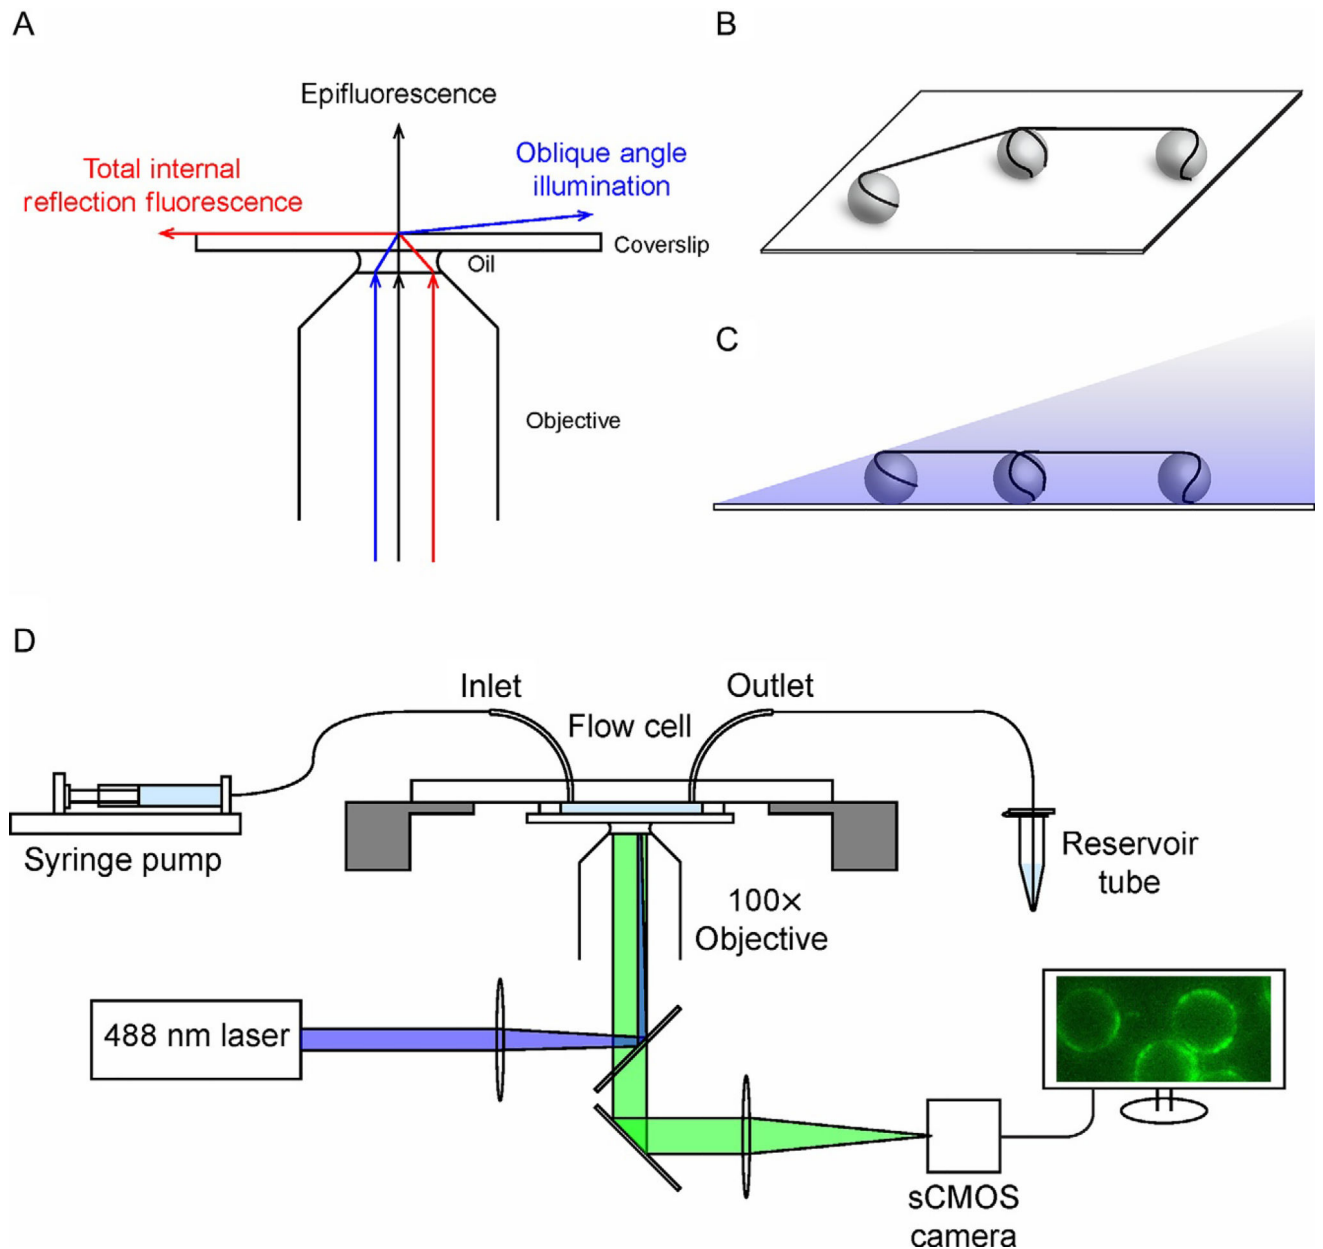 A
Epifluorescence
Total internal
reflection fluorescence
Oblique angle
illumination
Coverslip
Oil
Objective
B
C
D
Inlet
Outlet
Flow cell
Syringe pump
Reservoir
tube
100×
Objective
488 nm laser
sCMOS
camera